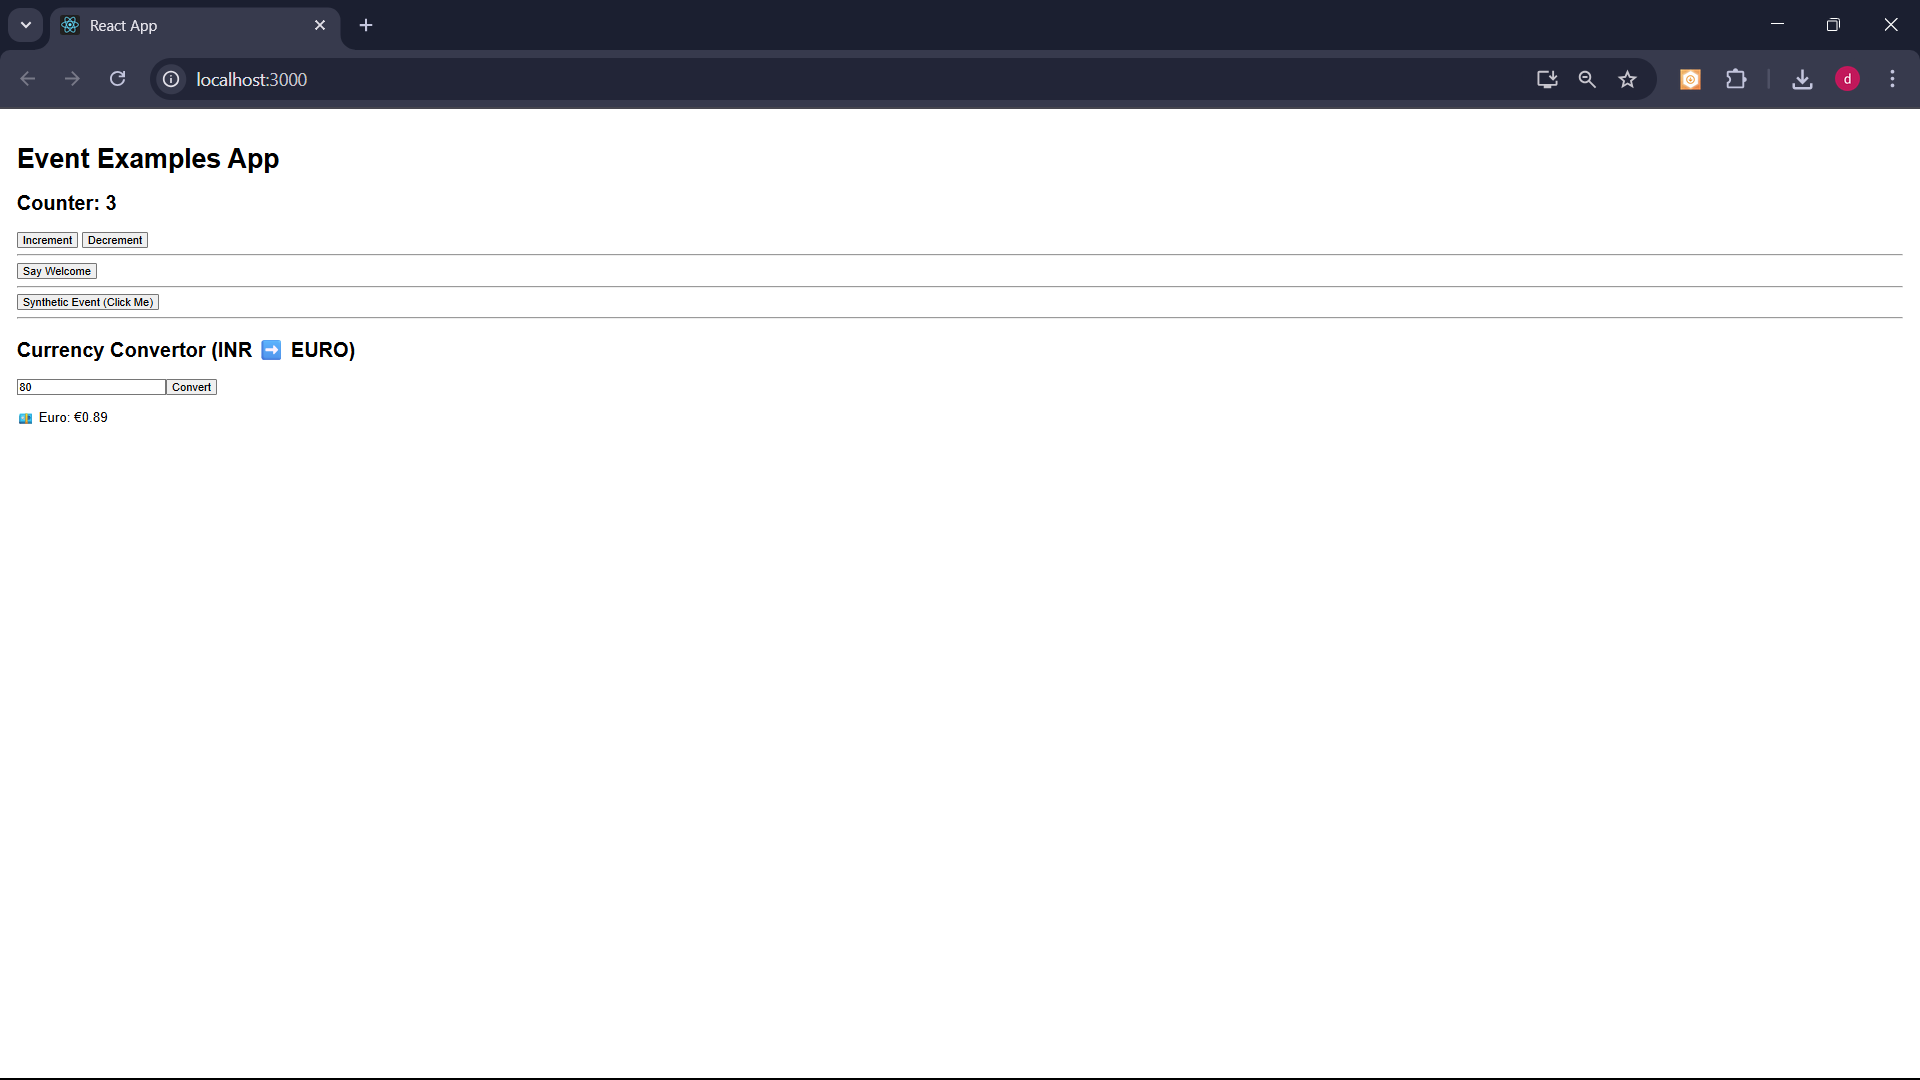 React App
localhost:3000
d
Event Examples App
Counter: 3
Increment Decrement
Say Welcome
Synthetic Event (Click Me)
Currency Convertor (INR ➡️ EURO)
80 Convert
💶 Euro: €0.89